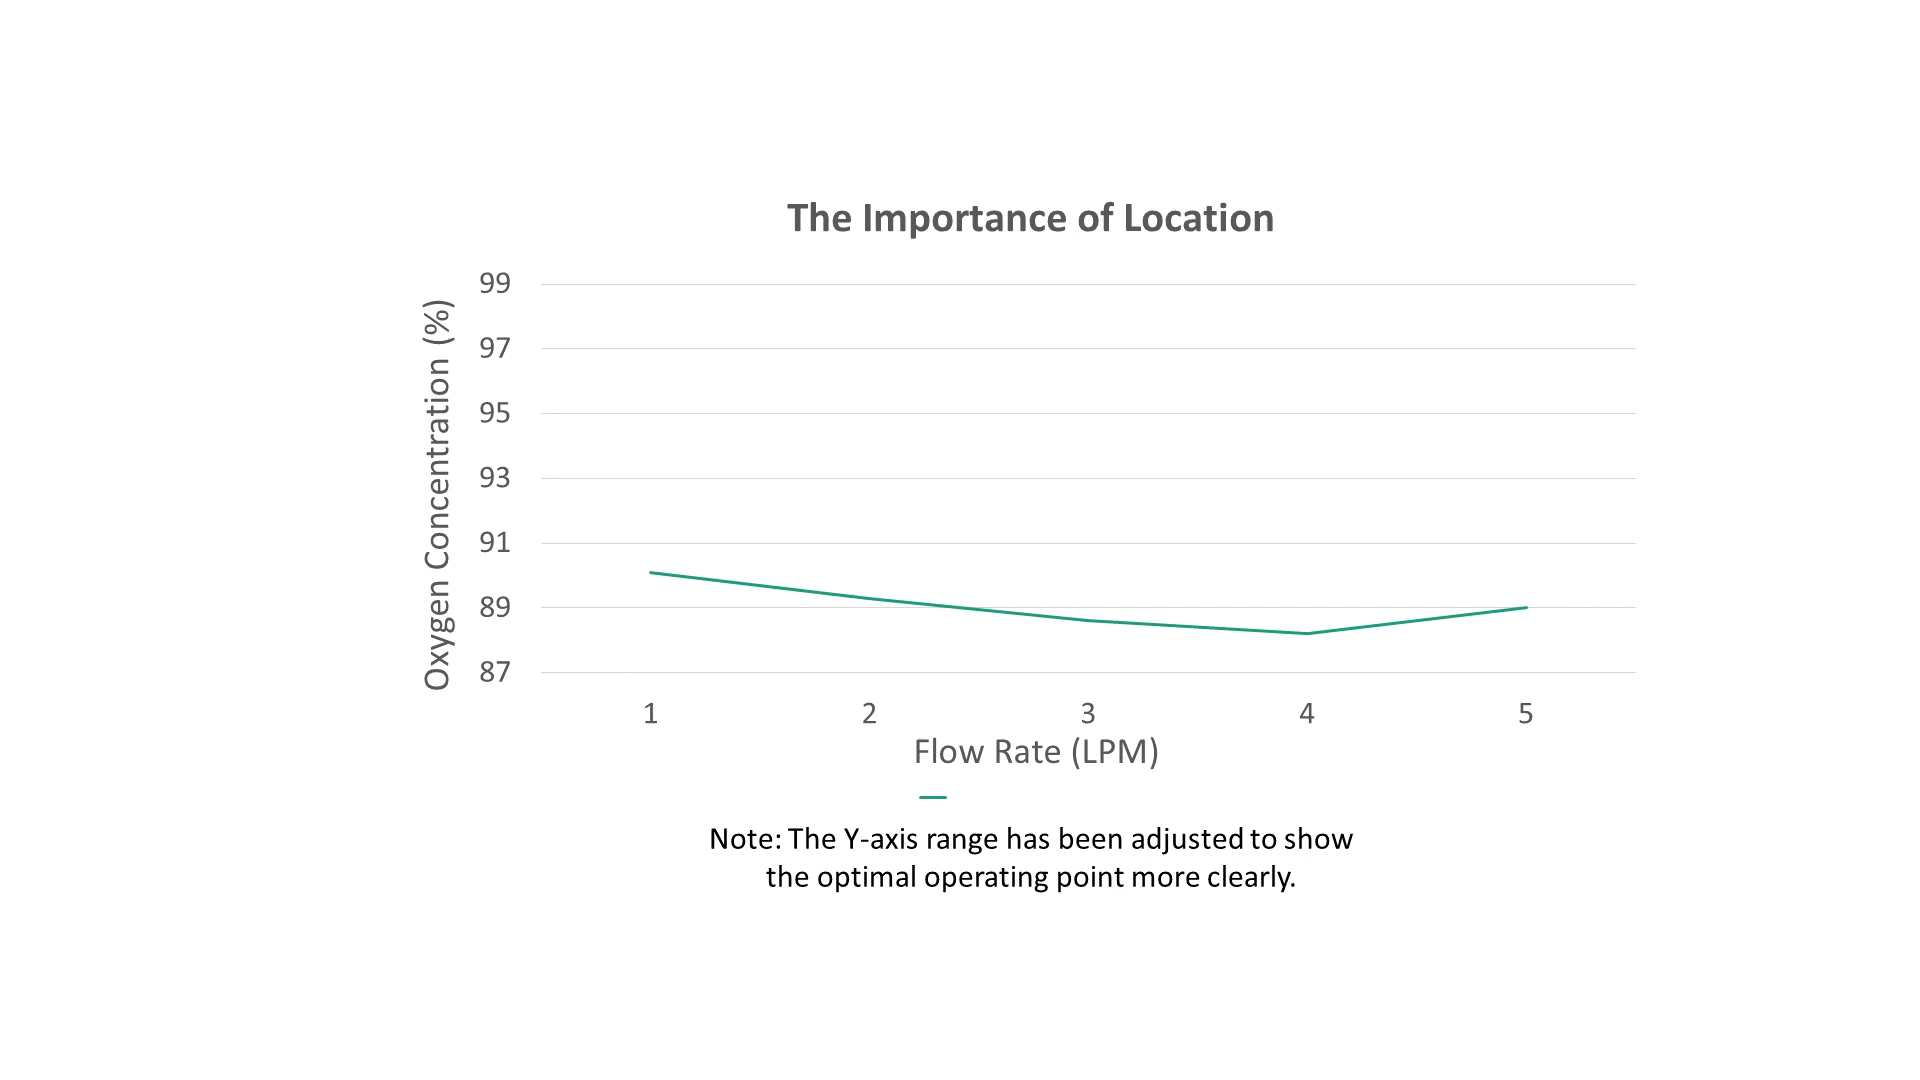 The Importance of Location
Oxygen Concentration (%)
99
97
95
93
91
89
87
1 2 3 4 5
Flow Rate (LPM)
Note: The Y-axis range has been adjusted to show
the optimal operating point more clearly.